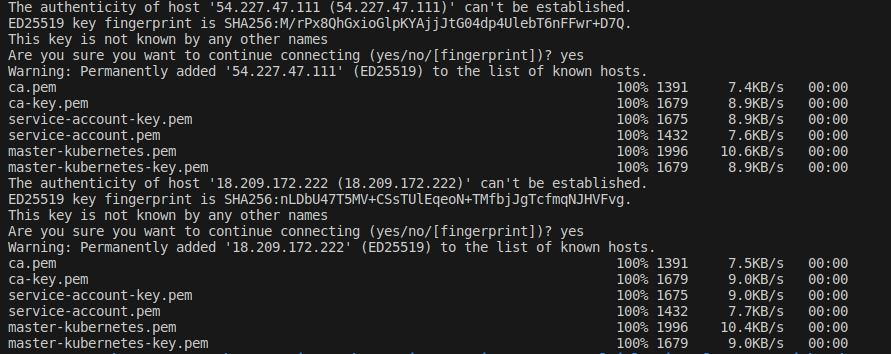 The authenticity of host '54.227.47.111 (54.227.47.111)' can't be established.
ED25519 key fingerprint is SHA256:M/rPx8QhGxioGlpKYAjjJtG04dp4UlebT6nFFwr+D7Q.
This key is not known by any other names
Are you sure you want to continue connecting (yes/no/[fingerprint])? yes
Warning: Permanently added '54.227.47.111' (ED25519) to the list of known hosts.
ca.pem 100% 1391 7.4KB/s 00:00
ca-key.pem 100% 1679 8.9KB/s 00:00
service-account-key.pem 100% 1675 8.9KB/s 00:00
service-account.pem 100% 1432 7.6KB/s 00:00
master-kubernetes.pem 100% 1996 10.6KB/s 00:00
master-kubernetes-key.pem 100% 1679 8.9KB/s 00:00
The authenticity of host '18.209.172.222 (18.209.172.222)' can't be established.
ED25519 key fingerprint is SHA256:nLDbU47T5MV+CSsTUlEqeoN+TMfbjJgTcfmqNJHVFvg.
This key is not known by any other names
Are you sure you want to continue connecting (yes/no/[fingerprint])? yes
Warning: Permanently added '18.209.172.222' (ED25519) to the list of known hosts.
ca.pem 100% 1391 7.5KB/s 00:00
ca-key.pem 100% 1679 9.0KB/s 00:00
service-account-key.pem 100% 1675 9.0KB/s 00:00
service-account.pem 100% 1432 7.7KB/s 00:00
master-kubernetes.pem 100% 1996 10.4KB/s 00:00
master-kubernetes-key.pem 100% 1679 9.0KB/s 00:00